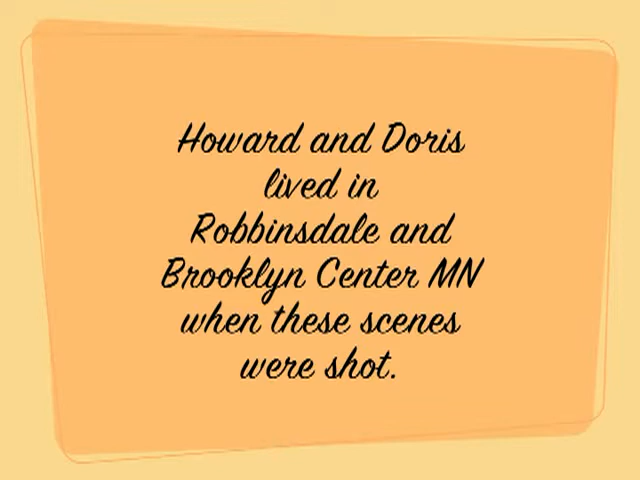 Howard and Doris
lived in
Robbinsdale and
Brooklyn Center MN
when these scenes
were shot.